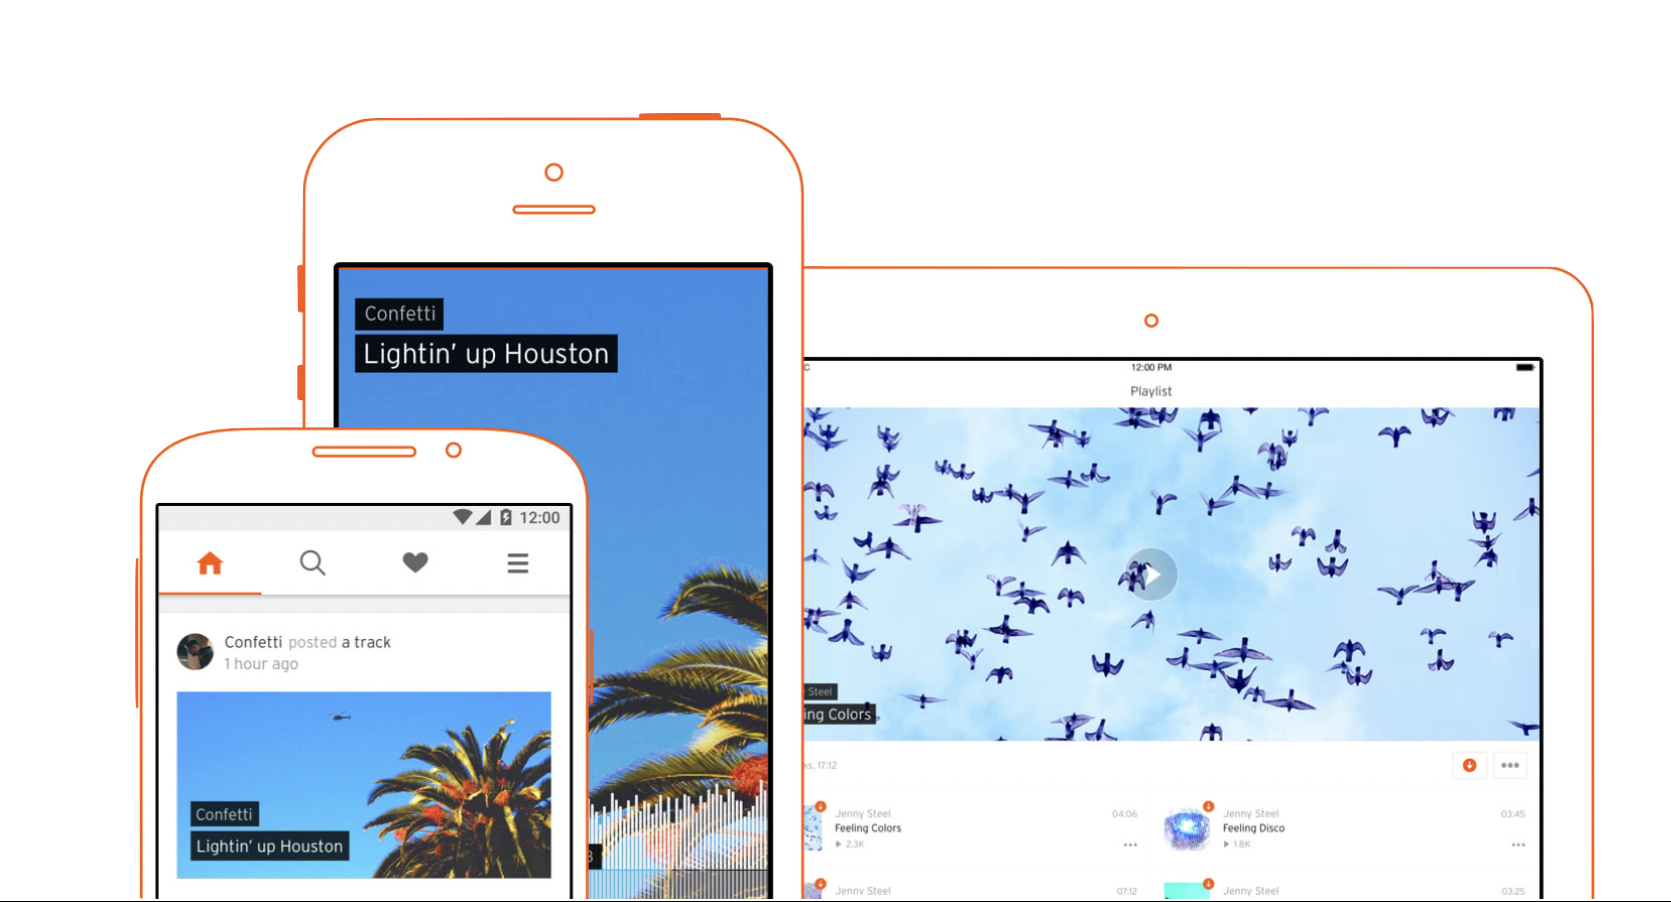 Confetti
Lightin' up Houston
12:00
Confetti posted a track
1 hour ago
Confetti
Lightin' up Houston
12:00 PM
Playlist
Steel
ing Colors
17:12
Jenny Steel
04:06
Feeling Colors
2.3K
Jenny Steel
03:45
Feeling Disco
1.8K
Jenny Steel
07:12
Jenny Steel
03:25